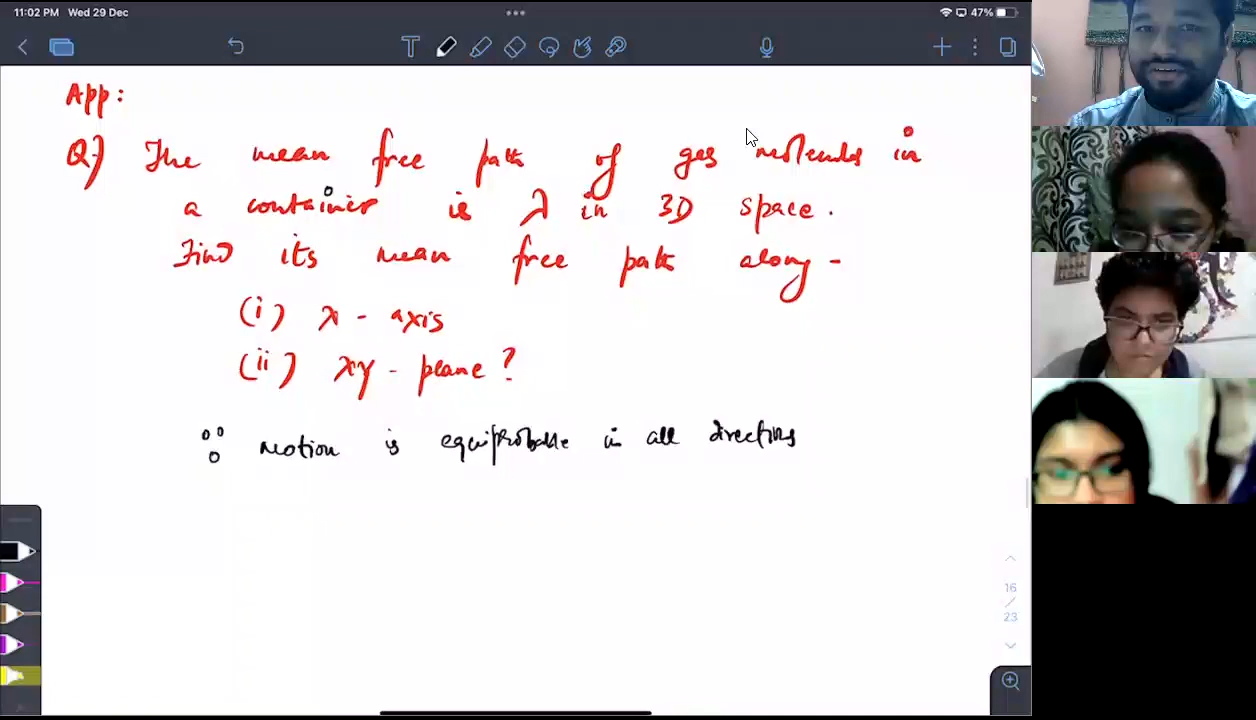 11:02 PM Wed 29 Dec
47%
App:
Q) The mean free path of gas molecules in
a container is λ in 3D space.
Find its mean free path along -
(i) x - axis
(ii) xy - plane ?
∵ motion is equiprobable in all directions
16
/
23